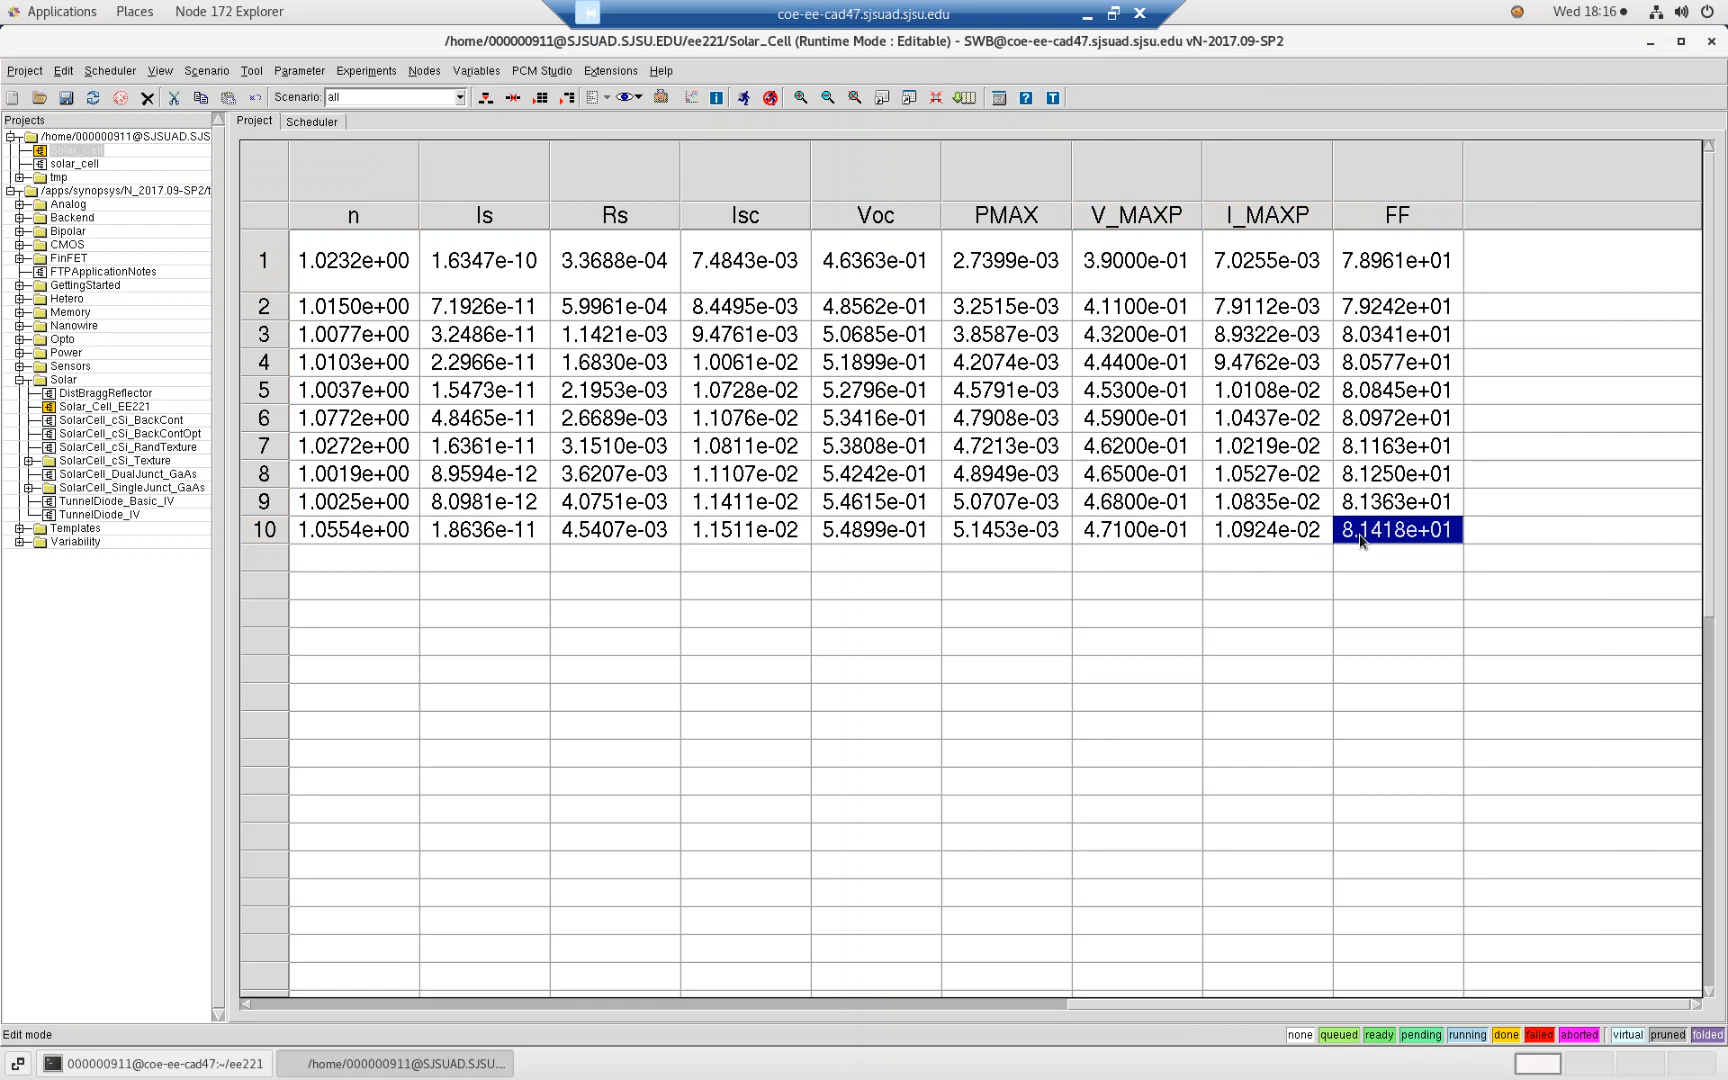 Applications Places Node 172 Explorer
coe-ee-cad47.sjsuad.sjsu.edu
Wed 18:16
/home/000000911@SJSUAD.SJSU.EDU/ee221/Solar_Cell (Runtime Mode : Editable) - SWB@coe-ee-cad47.sjsuad.sjsu.edu vN-2017.09-SP2
Project Edit Scheduler View Scenario Tool Parameter Experiments Nodes Variables PCM Studio Extensions Help
Scenario: all
Projects
/home/000000911@SJSUAD.SJS
Solar_Cell
solar_cell
tmp
/apps/synopsys/N_2017.09-SP2/t
Analog
Backend
Bipolar
CMOS
FinFET
FTPApplicationNotes
GettingStarted
Hetero
Memory
Nanowire
Opto
Power
Sensors
Solar
DistBraggReflector
Solar_Cell_EE221
SolarCell_cSi_BackCont
SolarCell_cSi_BackContOpt
SolarCell_cSi_RandTexture
SolarCell_cSi_Texture
SolarCell_DualJunct_GaAs
SolarCell_SingleJunct_GaAs
TunnelDiode_Basic_IV
TunnelDiode_IV
Templates
Variability
Project Scheduler
n Is Rs Isc Voc PMAX V_MAXP I_MAXP FF
1 1.0232e+00 1.6347e-10 3.3688e-04 7.4843e-03 4.6363e-01 2.7399e-03 3.9000e-01 7.0255e-03 7.8961e+01
2 1.0150e+00 7.1926e-11 5.9961e-04 8.4495e-03 4.8562e-01 3.2515e-03 4.1100e-01 7.9112e-03 7.9242e+01
3 1.0077e+00 3.2486e-11 1.1421e-03 9.4761e-03 5.0685e-01 3.8587e-03 4.3200e-01 8.9322e-03 8.0341e+01
4 1.0103e+00 2.2966e-11 1.6830e-03 1.0061e-02 5.1899e-01 4.2074e-03 4.4400e-01 9.4762e-03 8.0577e+01
5 1.0037e+00 1.5473e-11 2.1953e-03 1.0728e-02 5.2796e-01 4.5791e-03 4.5300e-01 1.0108e-02 8.0845e+01
6 1.0772e+00 4.8465e-11 2.6689e-03 1.1076e-02 5.3416e-01 4.7908e-03 4.5900e-01 1.0437e-02 8.0972e+01
7 1.0272e+00 1.6361e-11 3.1510e-03 1.0811e-02 5.3808e-01 4.7213e-03 4.6200e-01 1.0219e-02 8.1163e+01
8 1.0019e+00 8.9594e-12 3.6207e-03 1.1107e-02 5.4242e-01 4.8949e-03 4.6500e-01 1.0527e-02 8.1250e+01
9 1.0025e+00 8.0981e-12 4.0751e-03 1.1411e-02 5.4615e-01 5.0707e-03 4.6800e-01 1.0835e-02 8.1363e+01
10 1.0554e+00 1.8636e-11 4.5407e-03 1.1511e-02 5.4899e-01 5.1453e-03 4.7100e-01 1.0924e-02 8.1418e+01
Edit mode
none queued ready pending running done failed aborted virtual pruned folded
000000911@coe-ee-cad47:~/ee221
/home/000000911@SJSUAD.SJSU....